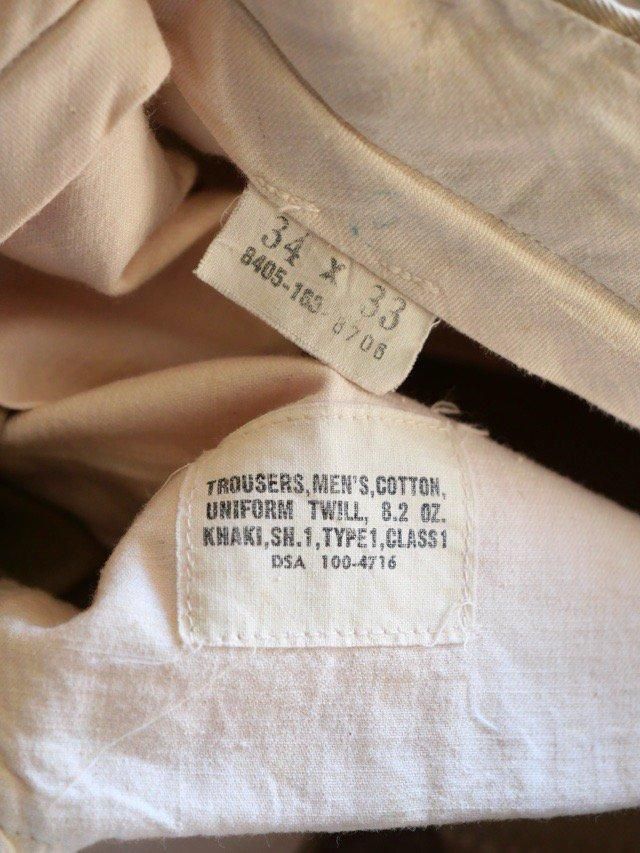 34 x 33
8405-163-8706
TROUSERS,MEN'S,COTTON,
UNIFORM TWILL, 8.2 OZ.
KHAKI,SH.1,TYPE1,CLASS1
DSA 100-4716